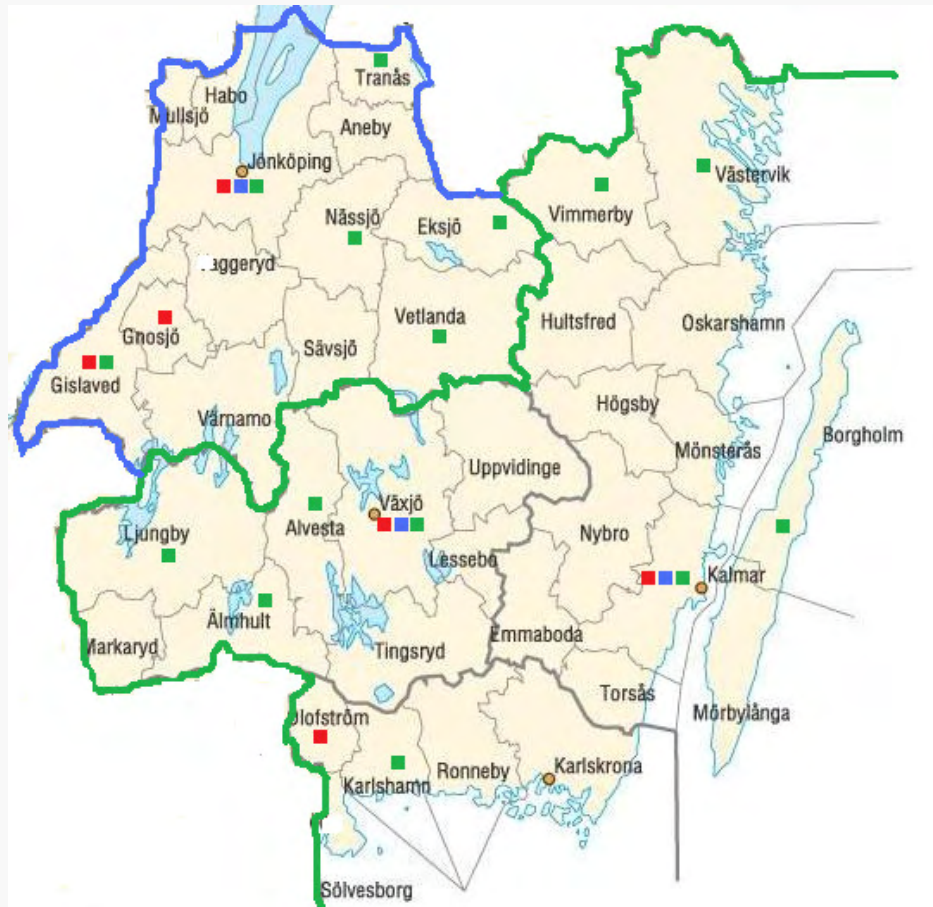 Tranås
Habo
Mullsjö
Aneby
Jönköping
Västervik
Vimmerby
Nässjö
Eksjö
aggeryd
Vetlanda
Hultsfred
Oskarshamn
Gnosjö
Sävsjö
Gislaved
Högsby
Värnamo
Borgholm
Mönsterås
Uppvidinge
Växjö
Alvesta
Ljungby
Nybro
Lessebo
Kalmar
Älmhult
Emmaboda
Markaryd
Tingsryd
Torsås
Mörbylånga
Olofström
Karlskrona
Ronneby
Karlshamn
Sölvesborg